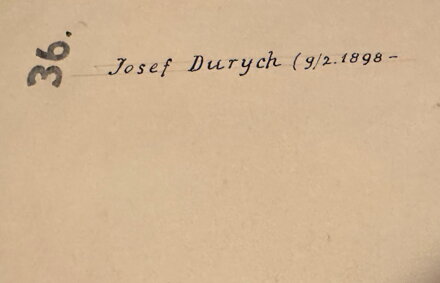 36.
Josef Durych (9/2.1898-